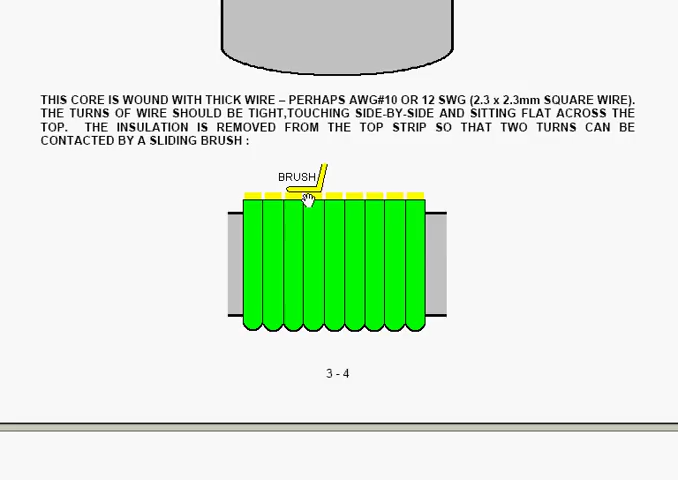 THIS CORE IS WOUND WITH THICK WIRE – PERHAPS AWG#10 OR 12 SWG (2.3 x 2.3mm SQUARE WIRE).
THE TURNS OF WIRE SHOULD BE TIGHT,TOUCHING SIDE-BY-SIDE AND SITTING FLAT ACROSS THE
TOP. THE INSULATION IS REMOVED FROM THE TOP STRIP SO THAT TWO TURNS CAN BE
CONTACTED BY A SLIDING BRUSH :
BRUSH
3 - 4